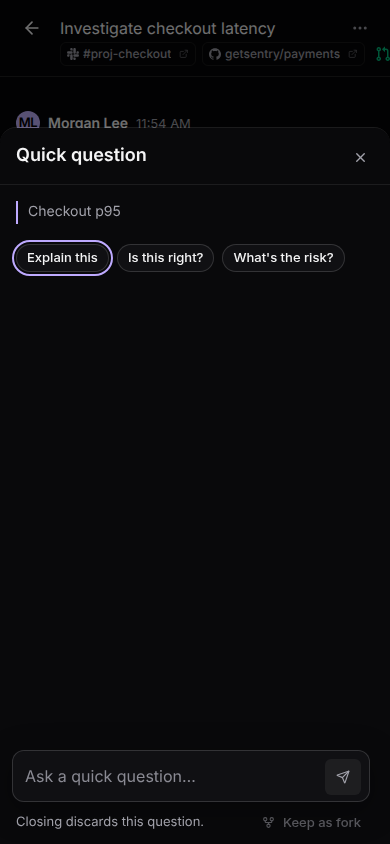 Investigate checkout latency
#proj-checkout
getsentry/payments
ML Morgan Lee 11:54 AM
Quick question
Checkout p95
Explain this
Is this right?
What's the risk?
Ask a quick question...
Closing discards this question.
Keep as fork